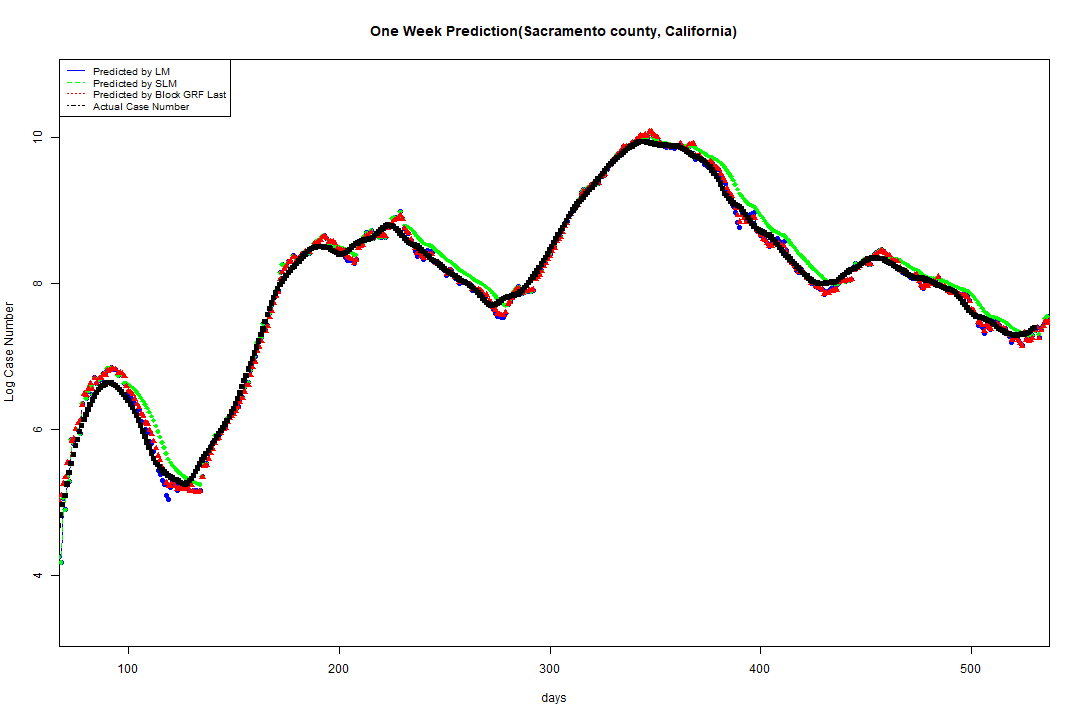 One Week Prediction(Sacramento county, California)
Predicted by LM
Predicted by SLM
Predicted by Block GRF Last
Actual Case Number
10
8
6
4
Log Case Number
100 200 300 400 500
days